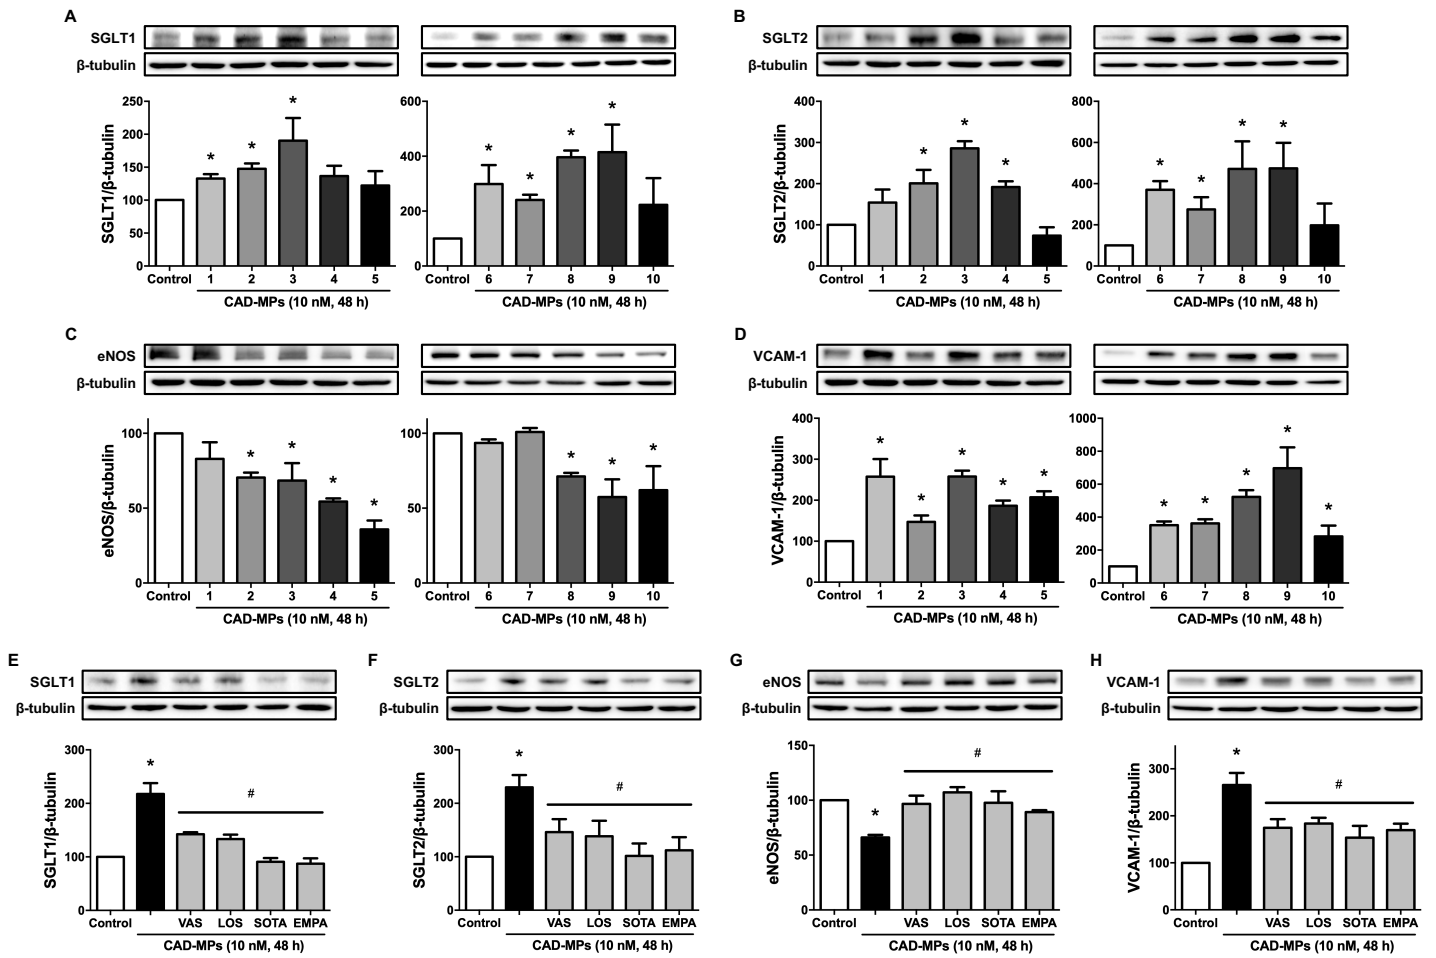 A
SGLT1
β-tubulin
SGLT1/β-tubulin
250
200
150
100
50
0
* * *
Control 1 2 3 4 5
CAD-MPs (10 nM, 48 h)
600
400
200
0
* * * *
Control 6 7 8 9 10
CAD-MPs (10 nM, 48 h)
B
SGLT2
β-tubulin
SGLT2/β-tubulin
400
300
200
100
0
* * *
Control 1 2 3 4 5
CAD-MPs (10 nM, 48 h)
800
600
400
200
0
* * * *
Control 6 7 8 9 10
CAD-MPs (10 nM, 48 h)
C
eNOS
β-tubulin
eNOS/β-tubulin
100
50
0
* * * *
Control 1 2 3 4 5
CAD-MPs (10 nM, 48 h)
100
50
0
* * *
Control 6 7 8 9 10
CAD-MPs (10 nM, 48 h)
D
VCAM-1
β-tubulin
VCAM-1/β-tubulin
400
300
200
100
0
* * * * *
Control 1 2 3 4 5
CAD-MPs (10 nM, 48 h)
1000
800
600
400
200
0
* * * * *
Control 6 7 8 9 10
CAD-MPs (10 nM, 48 h)
E
SGLT1
β-tubulin
SGLT1/β-tubulin
300
200
100
0
* #
Control VAS LOS SOTA EMPA
CAD-MPs (10 nM, 48 h)
F
SGLT2
β-tubulin
SGLT2/β-tubulin
300
200
100
0
* #
Control VAS LOS SOTA EMPA
CAD-MPs (10 nM, 48 h)
G
eNOS
β-tubulin
eNOS/β-tubulin
150
100
50
0
* #
Control VAS LOS SOTA EMPA
CAD-MPs (10 nM, 48 h)
H
VCAM-1
β-tubulin
VCAM-1/β-tubulin
300
200
100
0
* #
Control VAS LOS SOTA EMPA
CAD-MPs (10 nM, 48 h)